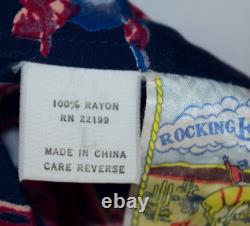 100% RAYON
RN 22199
MADE IN CHINA
CARE REVERSE
ROCKING